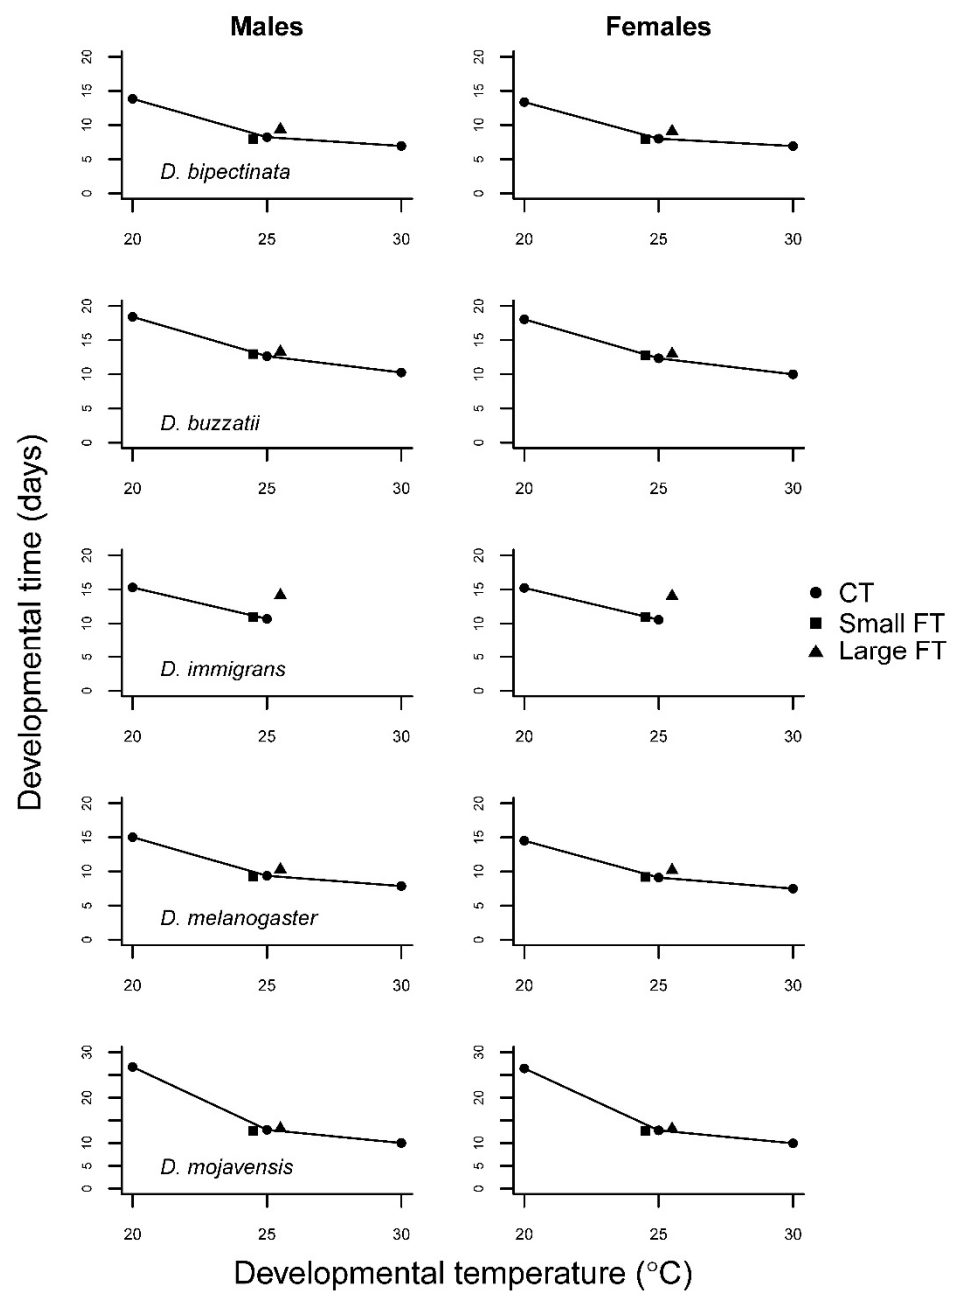 Males Females
20
15
10
5
0
D. bipectinata
20 25 30
20
15
10
5
0
20 25 30
20
15
10
5
0
D. buzzatii
20 25 30
20
15
10
5
0
20 25 30
20
15
10
5
0
D. immigrans
20 25 30
20
15
10
5
0
20 25 30
CT
Small FT
Large FT
20
15
10
5
0
D. melanogaster
20 25 30
20
15
10
5
0
20 25 30
30
20
10
5
0
D. mojavensis
20 25 30
30
20
10
5
0
20 25 30
Developmental time (days)
Developmental temperature (°C)